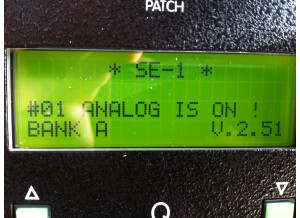 PATCH
* SE-1 *
#01 ANALOG IS ON !
BANK A V.2.51